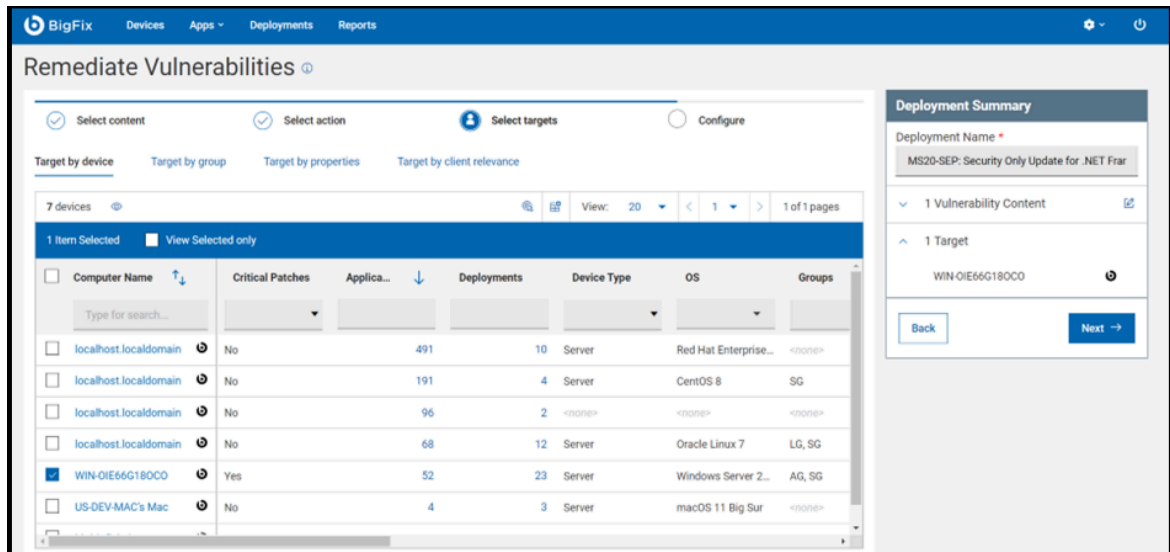 BigFix Devices Apps Deployments Reports
Remediate Vulnerabilities
Select content Select action Select targets Configure
Target by device Target by group Target by properties Target by client relevance
7 devices View: 20 1 1 of 1 pages
1 Item Selected View Selected only
Computer Name Critical Patches Applica... Deployments Device Type OS Groups
Type for search...
localhost.localdomain No 491 10 Server Red Hat Enterprise... <none>
localhost.localdomain No 191 4 Server CentOS 8 SG
localhost.localdomain No 96 2 <none> <none> <none>
localhost.localdomain No 68 12 Server Oracle Linux 7 LG, SG
WIN-OIE66G18OCO Yes 52 23 Server Windows Server 2... AG, SG
US-DEV-MAC's Mac No 4 3 Server macOS 11 Big Sur <none>
Deployment Summary
Deployment Name *
MS20-SEP: Security Only Update for .NET Frar
1 Vulnerability Content
1 Target
WIN-OIE66G18OCO
Back Next →